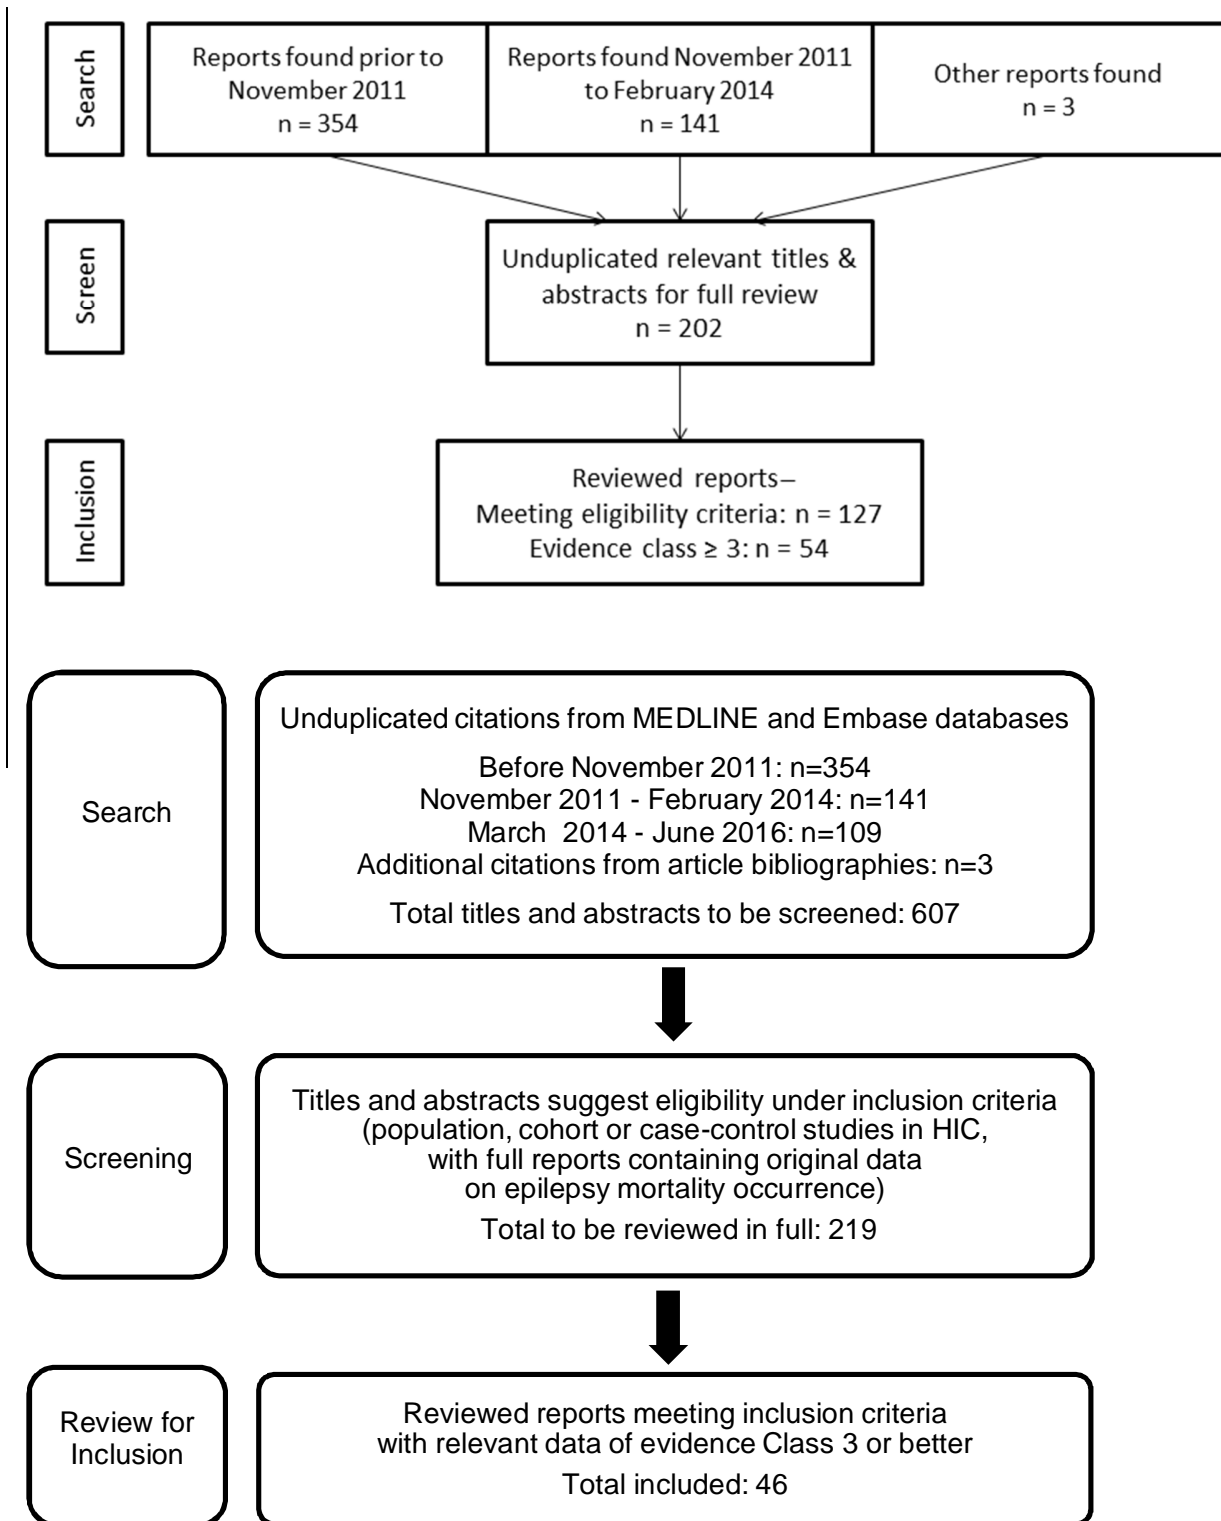 Search
Reports found prior to
November 2011
n = 354
Reports found November 2011
to February 2014
n = 141
Other reports found
n = 3
Screen
Unduplicated relevant titles &
abstracts for full review
n = 202
Inclusion
Reviewed reports–
Meeting eligibility criteria: n = 127
Evidence class ≥ 3: n = 54
Search
Unduplicated citations from MEDLINE and Embase databases
Before November 2011: n=354
November 2011 - February 2014: n=141
March 2014 - June 2016: n=109
Additional citations from article bibliographies: n=3
Total titles and abstracts to be screened: 607
Screening
Titles and abstracts suggest eligibility under inclusion criteria
(population, cohort or case-control studies in HIC,
with full reports containing original data
on epilepsy mortality occurrence)
Total to be reviewed in full: 219
Review for
Inclusion
Reviewed reports meeting inclusion criteria
with relevant data of evidence Class 3 or better
Total included: 46